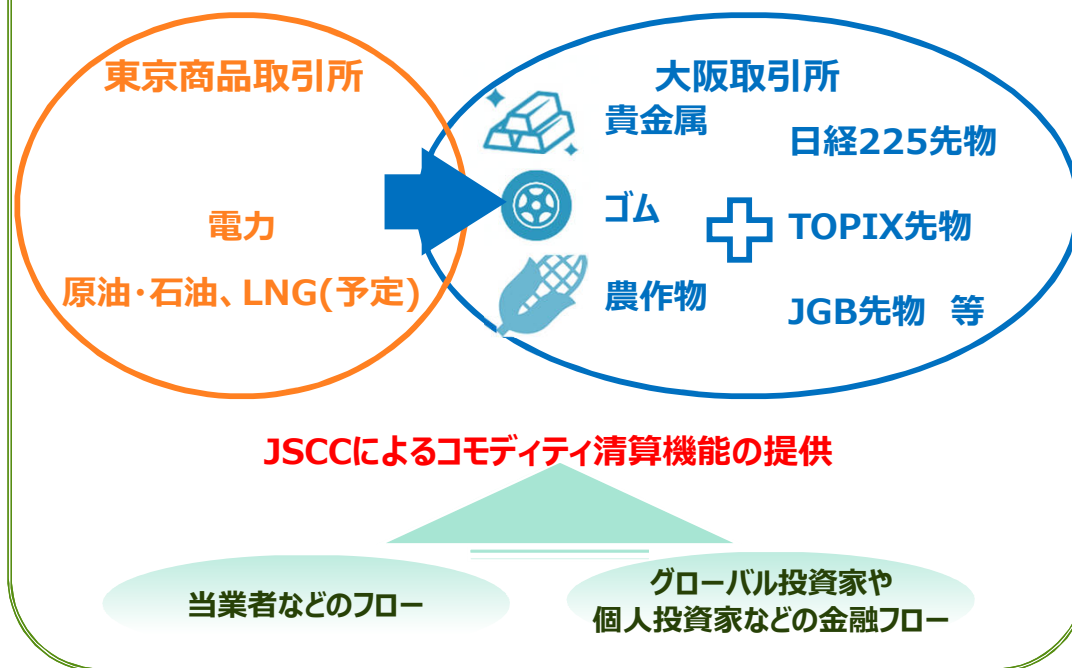 東京商品取引所
電力
原油・石油、LNG(予定)
大阪取引所
貴金属
ゴム
農作物
日経225先物
TOPIX先物
JGB先物 等
JSCCによるコモディティ清算機能の提供
当業者などのフロー
グローバル投資家や
個人投資家などの金融フロー